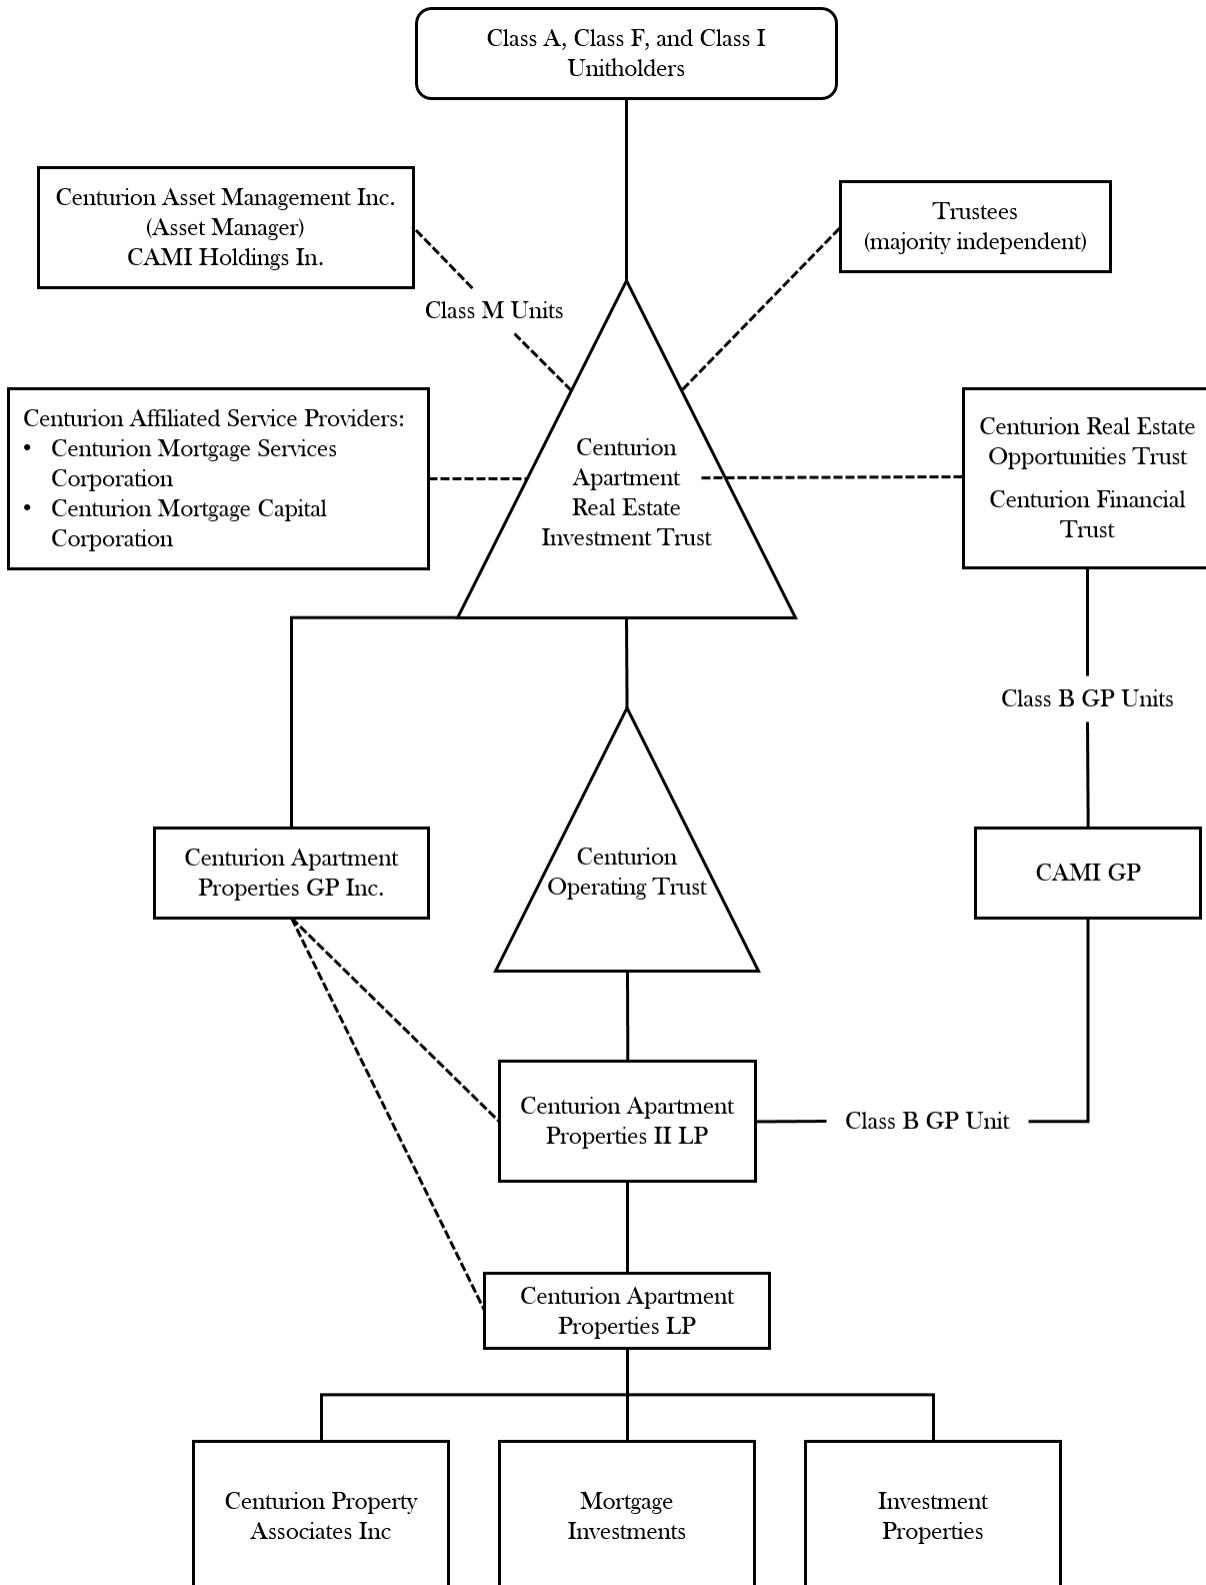 Class A, Class F, and Class I
Unitholders
Centurion Asset Management Inc.
(Asset Manager)
CAMI Holdings In.
Trustees
(majority independent)
Class M Units
Centurion Affiliated Service Providers:
• Centurion Mortgage Services
Corporation
• Centurion Mortgage Capital
Corporation
Centurion
Apartment
Real Estate
Investment Trust
Centurion Real Estate
Opportunities Trust
Centurion Financial
Trust
Class B GP Units
Centurion Apartment
Properties GP Inc.
Centurion
Operating Trust
CAMI GP
Centurion Apartment
Properties II LP
Class B GP Unit
Centurion Apartment
Properties LP
Centurion Property
Associates Inc
Mortgage
Investments
Investment
Properties